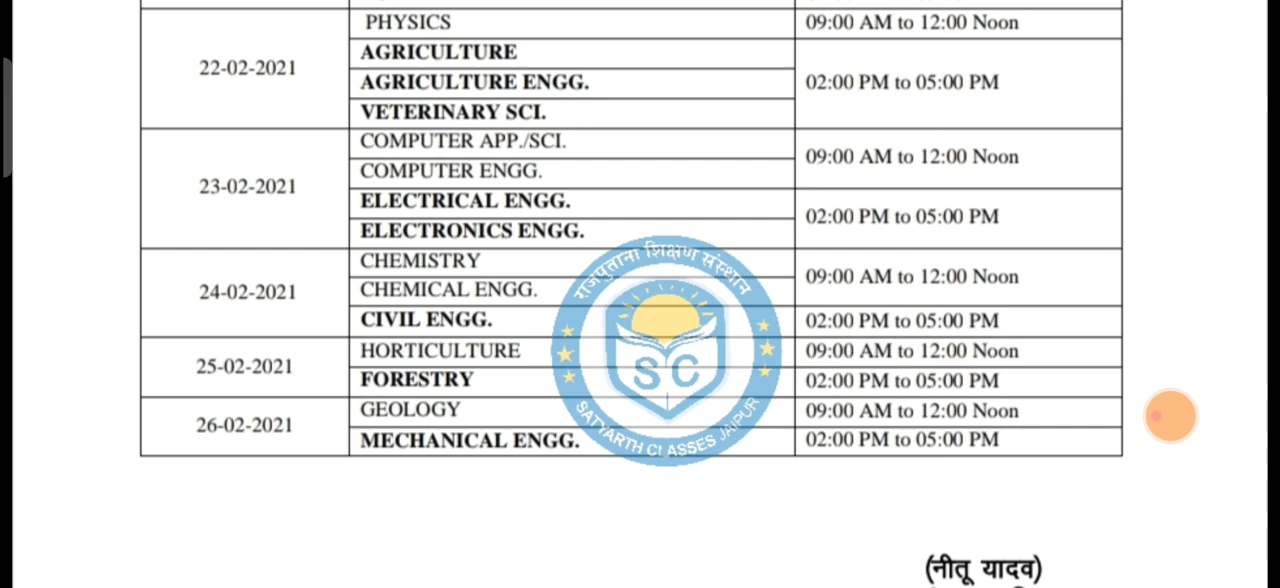 PHYSICS 09:00 AM to 12:00 Noon
22-02-2021
AGRICULTURE
AGRICULTURE ENGG. 02:00 PM to 05:00 PM
VETERINARY SCI.
COMPUTER APP./SCI.
09:00 AM to 12:00 Noon
COMPUTER ENGG.
23-02-2021
ELECTRICAL ENGG.
02:00 PM to 05:00 PM
ELECTRONICS ENGG.
CHEMISTRY
09:00 AM to 12:00 Noon
CHEMICAL ENGG.
24-02-2021
CIVIL ENGG. 02:00 PM to 05:00 PM
HORTICULTURE 09:00 AM to 12:00 Noon
25-02-2021
FORESTRY 02:00 PM to 05:00 PM
GEOLOGY 09:00 AM to 12:00 Noon
26-02-2021
MECHANICAL ENGG. 02:00 PM to 05:00 PM
राजपुताना शिक्षण संस्थान
SC
SATYARTH CLASSES JAIPUR
(नीतू यादव)